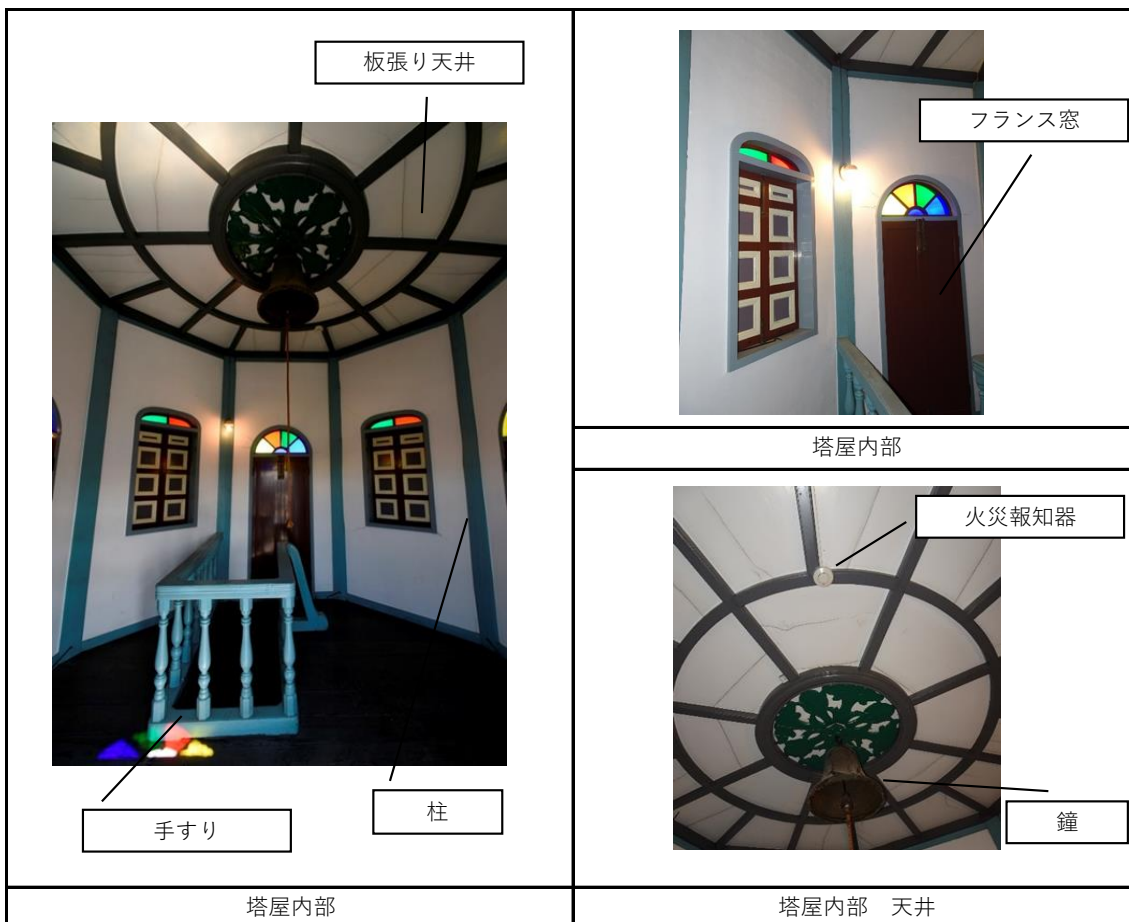 板張り天井
手すり
柱
塔屋内部
フランス窓
塔屋内部
火災報知器
鐘
塔屋内部　天井